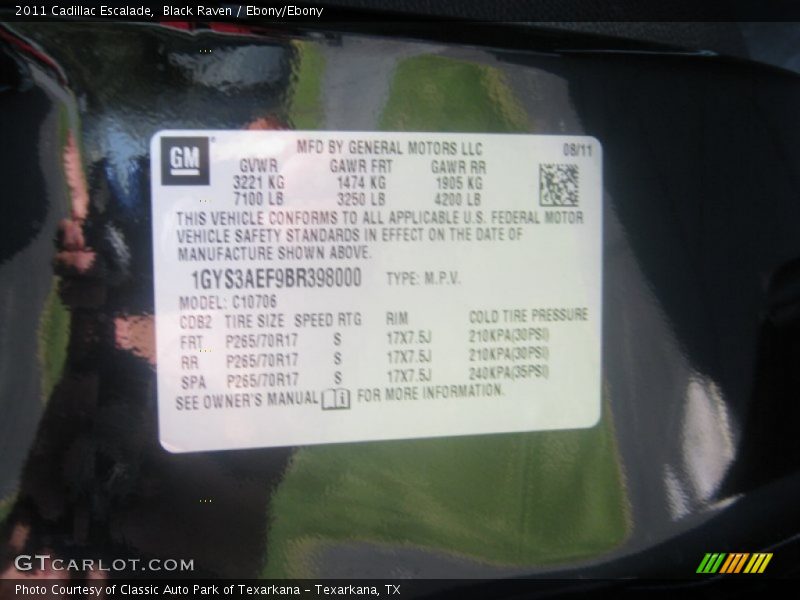 2011 Cadillac Escalade, Black Raven / Ebony/Ebony
GM
MFD BY GENERAL MOTORS LLC 08/11
GVWR GAWR FRT GAWR RR
3221 KG 1474 KG 1905 KG
7100 LB 3250 LB 4200 LB
THIS VEHICLE CONFORMS TO ALL APPLICABLE U.S. FEDERAL MOTOR
VEHICLE SAFETY STANDARDS IN EFFECT ON THE DATE OF
MANUFACTURE SHOWN ABOVE.
1GYS3AEF9BR398000 TYPE: M.P.V.
MODEL: C10706
CDB2 TIRE SIZE SPEED RTG RIM COLD TIRE PRESSURE
FRT P265/70R17 S 17X7.5J 210KPA(30PSI)
RR P265/70R17 S 17X7.5J 210KPA(30PSI)
SPA P265/70R17 S 17X7.5J 240KPA(35PSI)
SEE OWNER'S MANUAL FOR MORE INFORMATION.
GTCARLOT.COM
Photo Courtesy of Classic Auto Park of Texarkana – Texarkana, TX